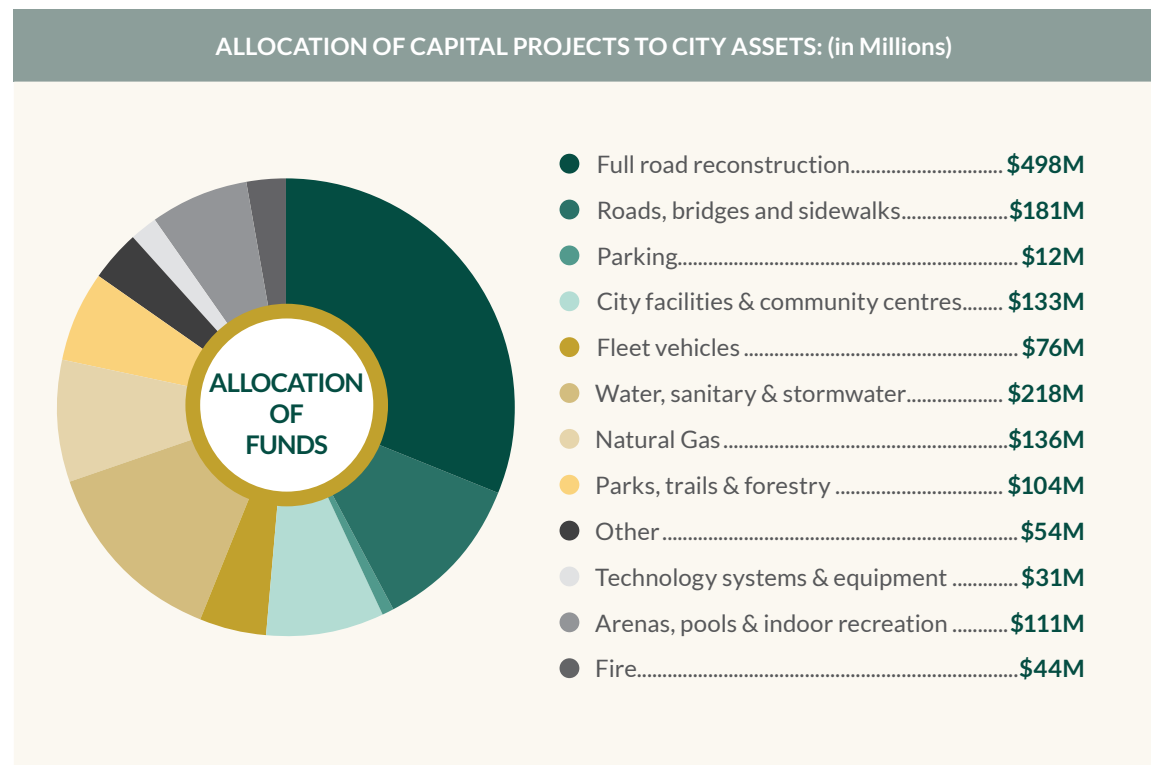 ALLOCATION OF CAPITAL PROJECTS TO CITY ASSETS: (in Millions)
ALLOCATION
OF
FUNDS
Full road reconstruction.............................. $498M
Roads, bridges and sidewalks.....................$181M
Parking................................................................... $12M
City facilities & community centres........ $133M
Fleet vehicles ...................................................... $76M
Water, sanitary & stormwater................... $218M
Natural Gas........................................................$136M
Parks, trails & forestry ................................. $104M
Other......................................................................$54M
Technology systems & equipment .............$31M
Arenas, pools & indoor recreation ...........$111M
Fire...........................................................................$44M